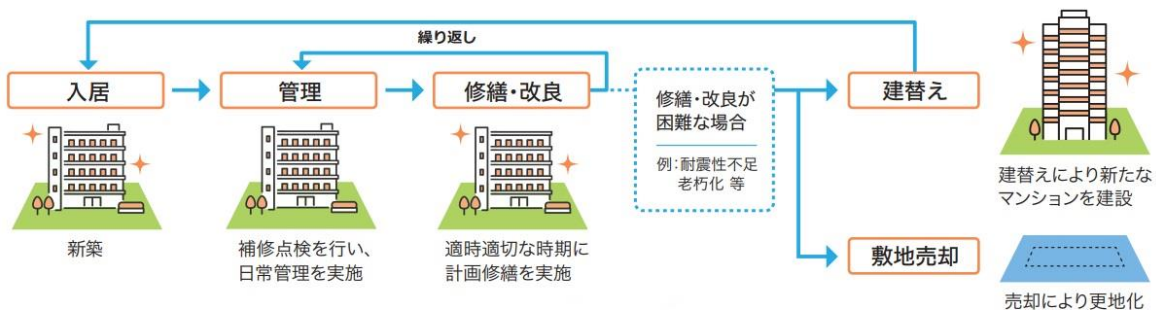 繰り返し
入居
管理
修繕・改良
修繕・改良が
困難な場合
例:耐震性不足
老朽化 等
建替え
新築
補修点検を行い、
日常管理を実施
適時適切な時期に
計画修繕を実施
建替えにより新たな
マンションを建設
敷地売却
売却により更地化